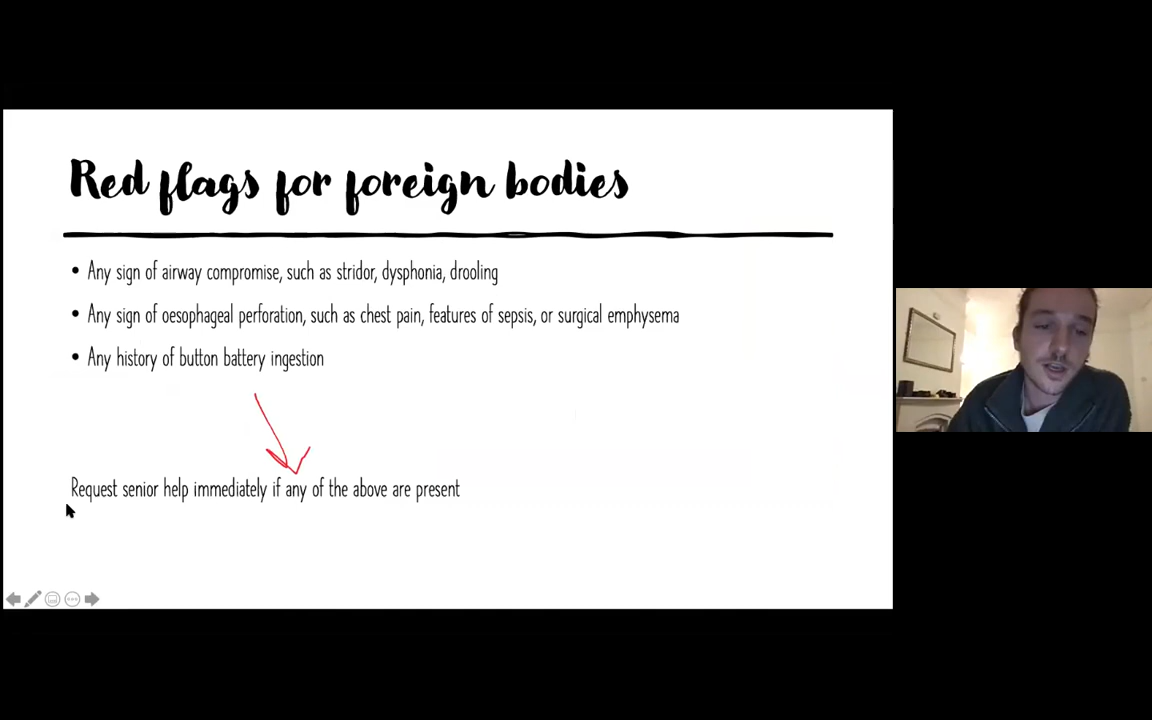 Red flags for foreign bodies
• Any sign of airway compromise, such as stridor, dysphonia, drooling
• Any sign of oesophageal perforation, such as chest pain, features of sepsis, or surgical emphysema
• Any history of button battery ingestion
Request senior help immediately if any of the above are present